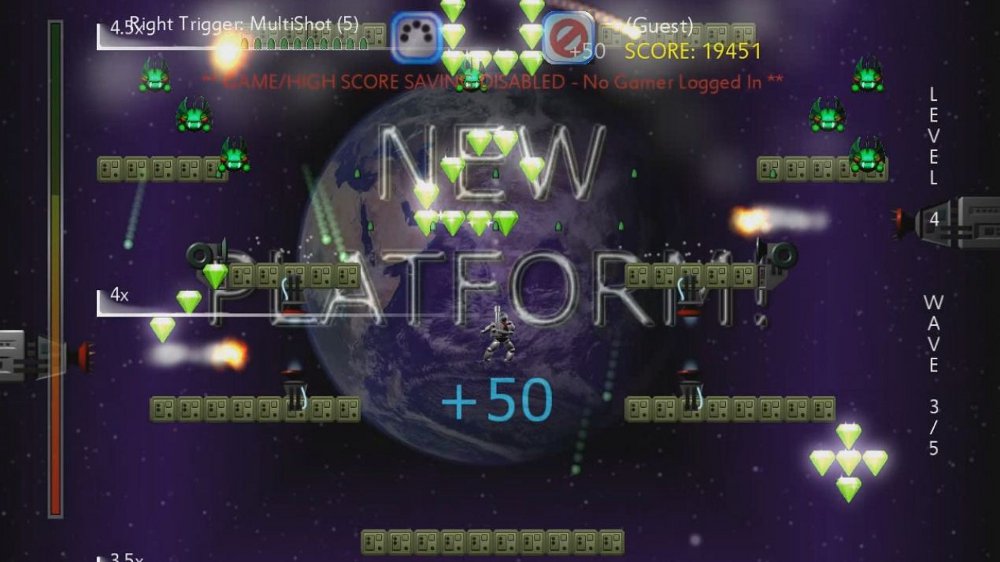 4.5x
Right Trigger: MultiShot (5)
(Guest)
+50
SCORE: 19451
** GAME/HIGH SCORE SAVING DISABLED - No Gamer Logged In **
NEW
PLATFORM!
4x
+50
LEVEL 4
WAVE 3/5
3.5x